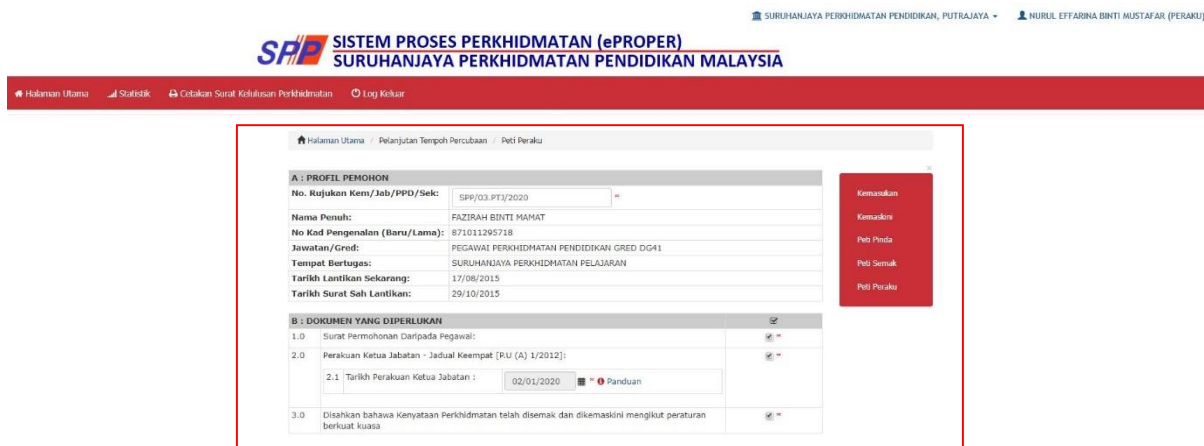 SURUHANJAYA PERKHIDMATAN PENDIDIKAN, PUTRAJAYA
NURUL EFFARINA BINTI MUSTAFAR (PERAKU)
SPP
SISTEM PROSES PERKHIDMATAN (ePROPER)
SURUHANJAYA PERKHIDMATAN PENDIDIKAN MALAYSIA
Halaman Utama Statistik Cetakan Surat Kelulusan Perkhidmatan Log Keluar
Halaman Utama / Pelanjutan Tempoh Percubaan / Peti Peraku
A : PROFIL PEMOHON
No. Rujukan Kem/Jab/PPD/Sek: SPP/03.PTJ/2020 *
Nama Penuh: FAZIRAH BINTI MAMAT
No Kad Pengenalan (Baru/Lama): 871011295718
Jawatan/Gred: PEGAWAI PERKHIDMATAN PENDIDIKAN GRED DG41
Tempat Bertugas: SURUHANJAYA PERKHIDMATAN PELAJARAN
Tarikh Lantikan Sekarang: 17/08/2015
Tarikh Surat Sah Lantikan: 29/10/2015
Kemasukan
Kemaskini
Peti Pinda
Peti Semak
Peti Peraku
B : DOKUMEN YANG DIPERLUKAN
1.0 Surat Permohonan Daripada Pegawai: *
2.0 Perakuan Ketua Jabatan - Jadual Keempat [P.U (A) 1/2012]: *
2.1 Tarikh Perakuan Ketua Jabatan : 02/01/2020 * Panduan
3.0 Disahkan bahawa Kenyataan Perkhidmatan telah disemak dan dikemaskini mengikut peraturan *
berkuat kuasa